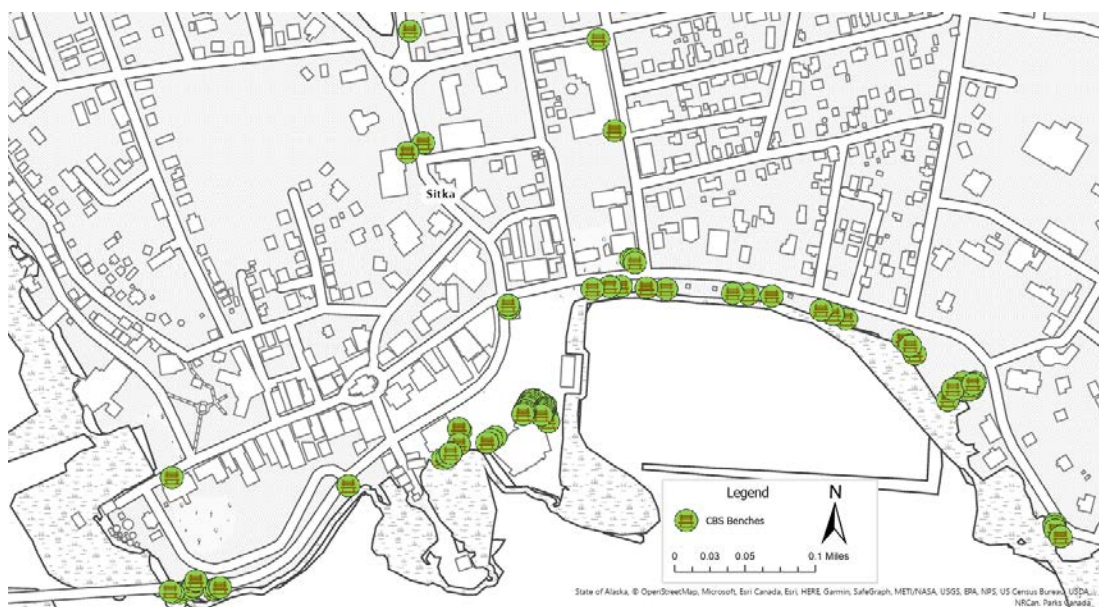 Sitka
Legend
N
CBS Benches
0 0.03 0.05 0.1 Miles
State of Alaska, © OpenStreetMap, Microsoft, Esri Canada, Esri, HERE, Garmin, SafeGraph, METI/NASA, USGS, EPA, NPS, US Census Bureau, USDA,
NRCan, Parks Canada